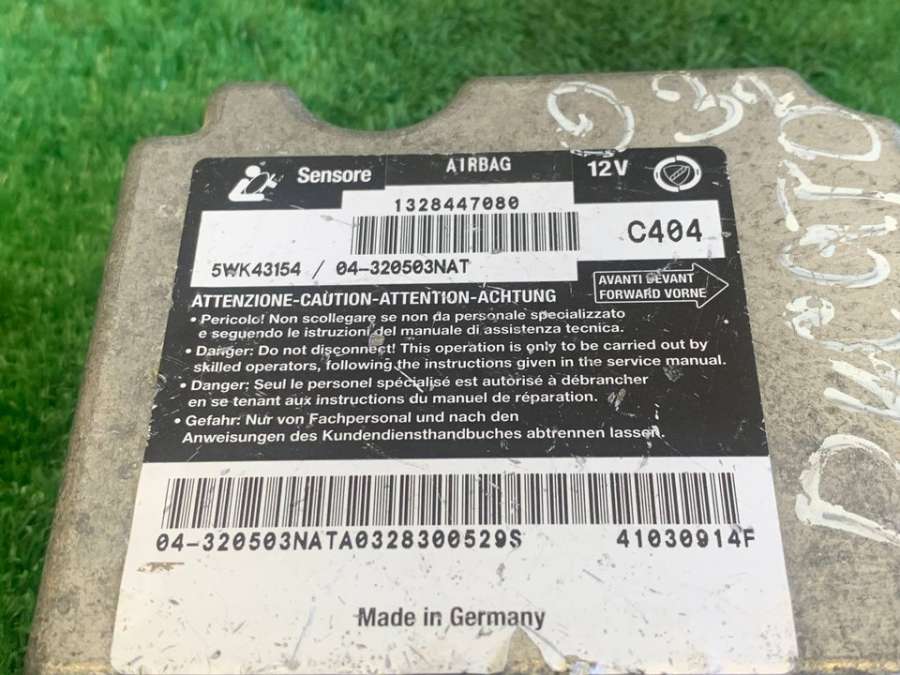 Sensore
AIRBAG
12V
1328447080
C404
5WK43154 / 04-320503NAT
AVANTI DEVANT
FORWARD VORNE
ATTENZIONE-CAUTION-ATTENTION-ACHTUNG
• Pericolo! Non scollegare se non da personale specializzato
e seguendo le istruzioni del manuale di assistenza tecnica.
• Danger: Do not disconnect! This operation is only to be carried out by
skilled operators, following the instructions given in the service manual.
• Danger: Seul le personel spécialisé est autorisé à débrancher
en se tenant aux instructions du manuel de réparation.
• Gefahr: Nur von Fachpersonal und nach den
Anweisungen des Kundendiensthandbuches abtrennen lassen.
04-320503NATA0328300529S
41030914F
Made in Germany